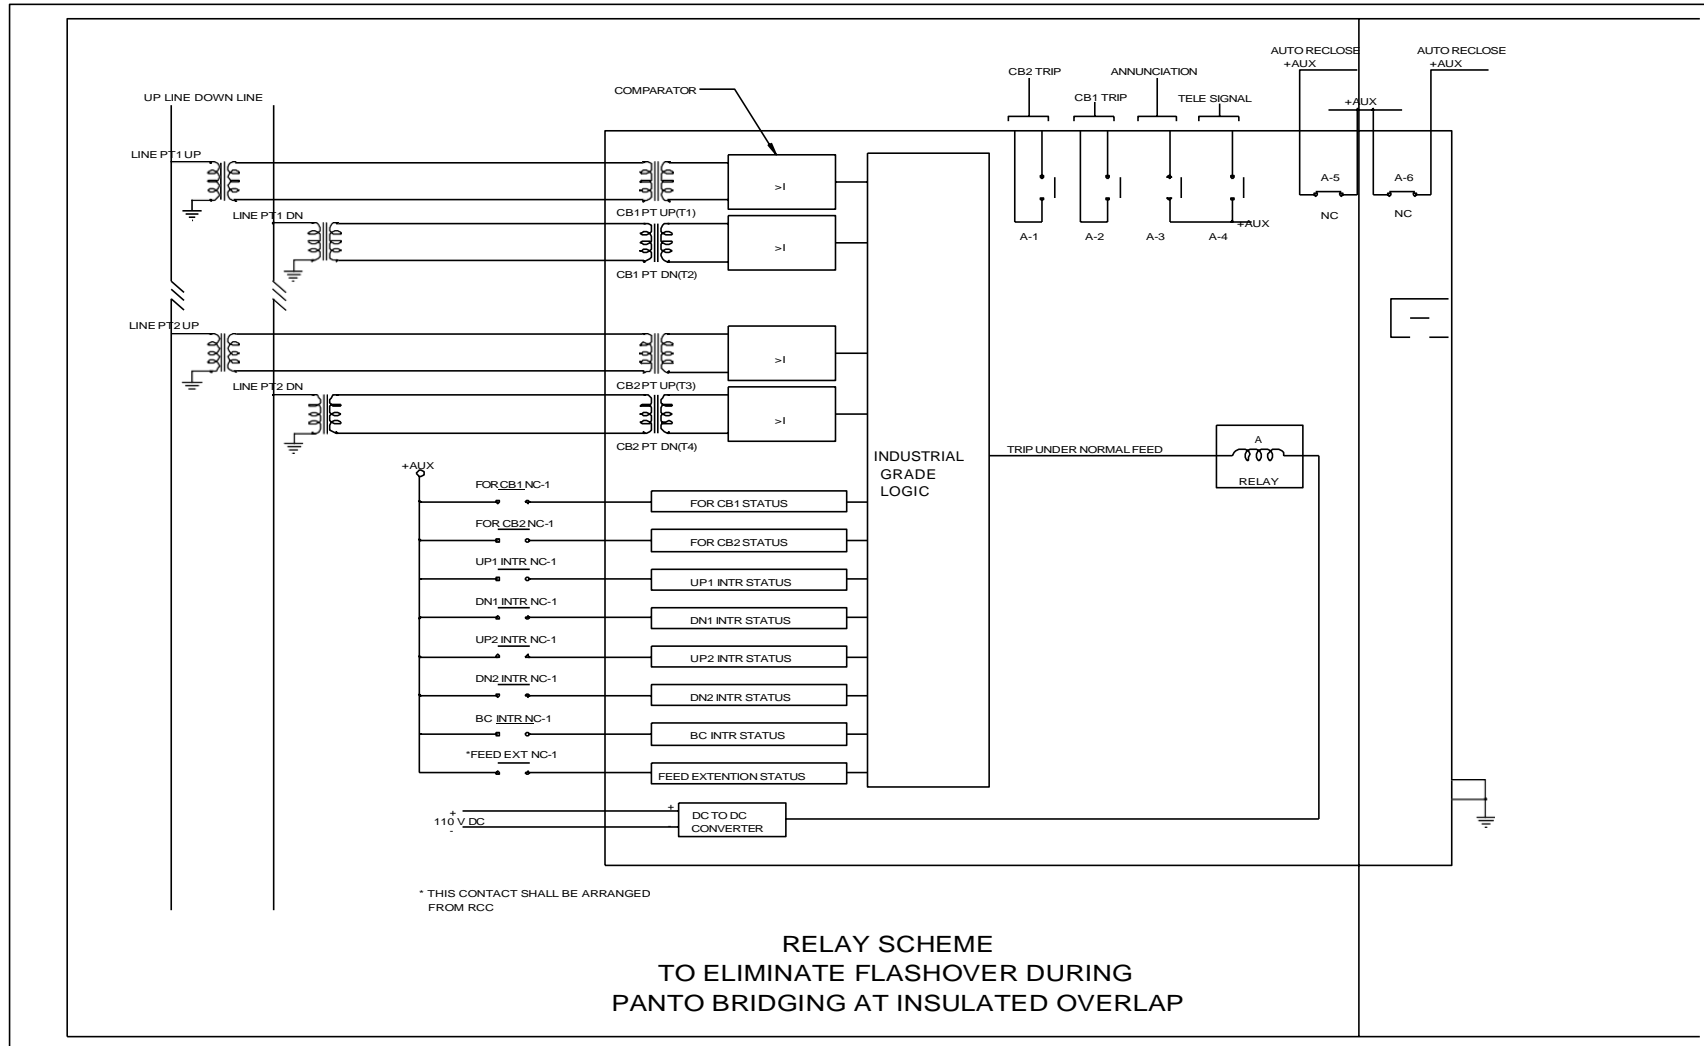 AUTO RECLOSE
+AUX
AUTO RECLOSE
+AUX
CB2 TRIP
ANNUNCIATION
COMPARATOR
UP LINE DOWN LINE
CB1 TRIP
TELE SIGNAL
+AUX
LINE PT1 UP
>I
A-5
A-6
CB1 PT UP(T1)
NC
NC
LINE PT1 DN
+AUX
A-1
A-2
A-3
A-4
>I
CB1 PT DN(T2)
LINE PT2 UP
>I
CB2 PT UP(T3)
LINE PT2 DN
>I
CB2 PT DN(T4)
INDUSTRIAL
GRADE
LOGIC
TRIP UNDER NORMAL FEED
A
RELAY
+AUX
FOR CB1 NC-1
FOR CB1 STATUS
FOR CB2 NC-1
FOR CB2 STATUS
UP1 INTR NC-1
UP1 INTR STATUS
DN1 INTR NC-1
DN1 INTR STATUS
UP2 INTR NC-1
UP2 INTR STATUS
DN2 INTR NC-1
DN2 INTR STATUS
BC INTR NC-1
BC INTR STATUS
*FEED EXT NC-1
FEED EXTENTION STATUS
+
110 V DC
-
+
-
DC TO DC
CONVERTER
* THIS CONTACT SHALL BE ARRANGED
FROM RCC
RELAY SCHEME
TO ELIMINATE FLASHOVER DURING
PANTO BRIDGING AT INSULATED OVERLAP